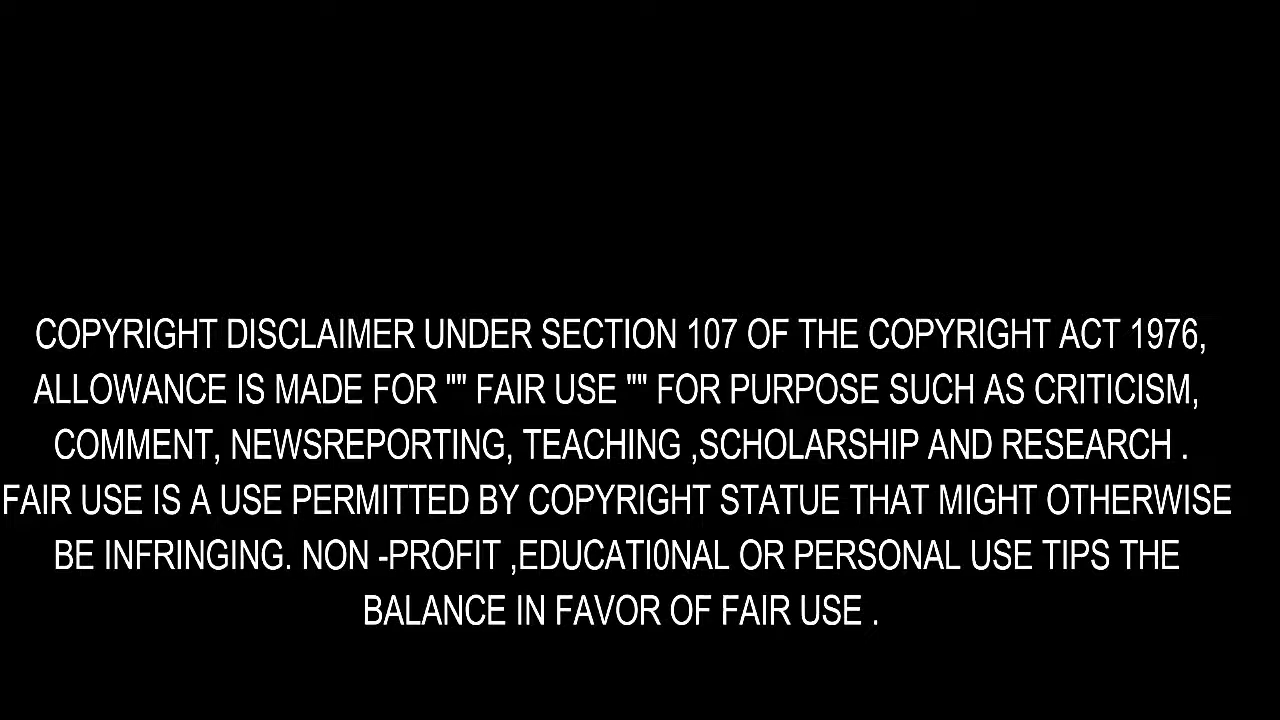 COPYRIGHT DISCLAIMER UNDER SECTION 107 OF THE COPYRIGHT ACT 1976,
ALLOWANCE IS MADE FOR "" FAIR USE "" FOR PURPOSE SUCH AS CRITICISM,
COMMENT, NEWSREPORTING, TEACHING ,SCHOLARSHIP AND RESEARCH .
FAIR USE IS A USE PERMITTED BY COPYRIGHT STATUE THAT MIGHT OTHERWISE
BE INFRINGING. NON -PROFIT ,EDUCATI0NAL OR PERSONAL USE TIPS THE
BALANCE IN FAVOR OF FAIR USE .